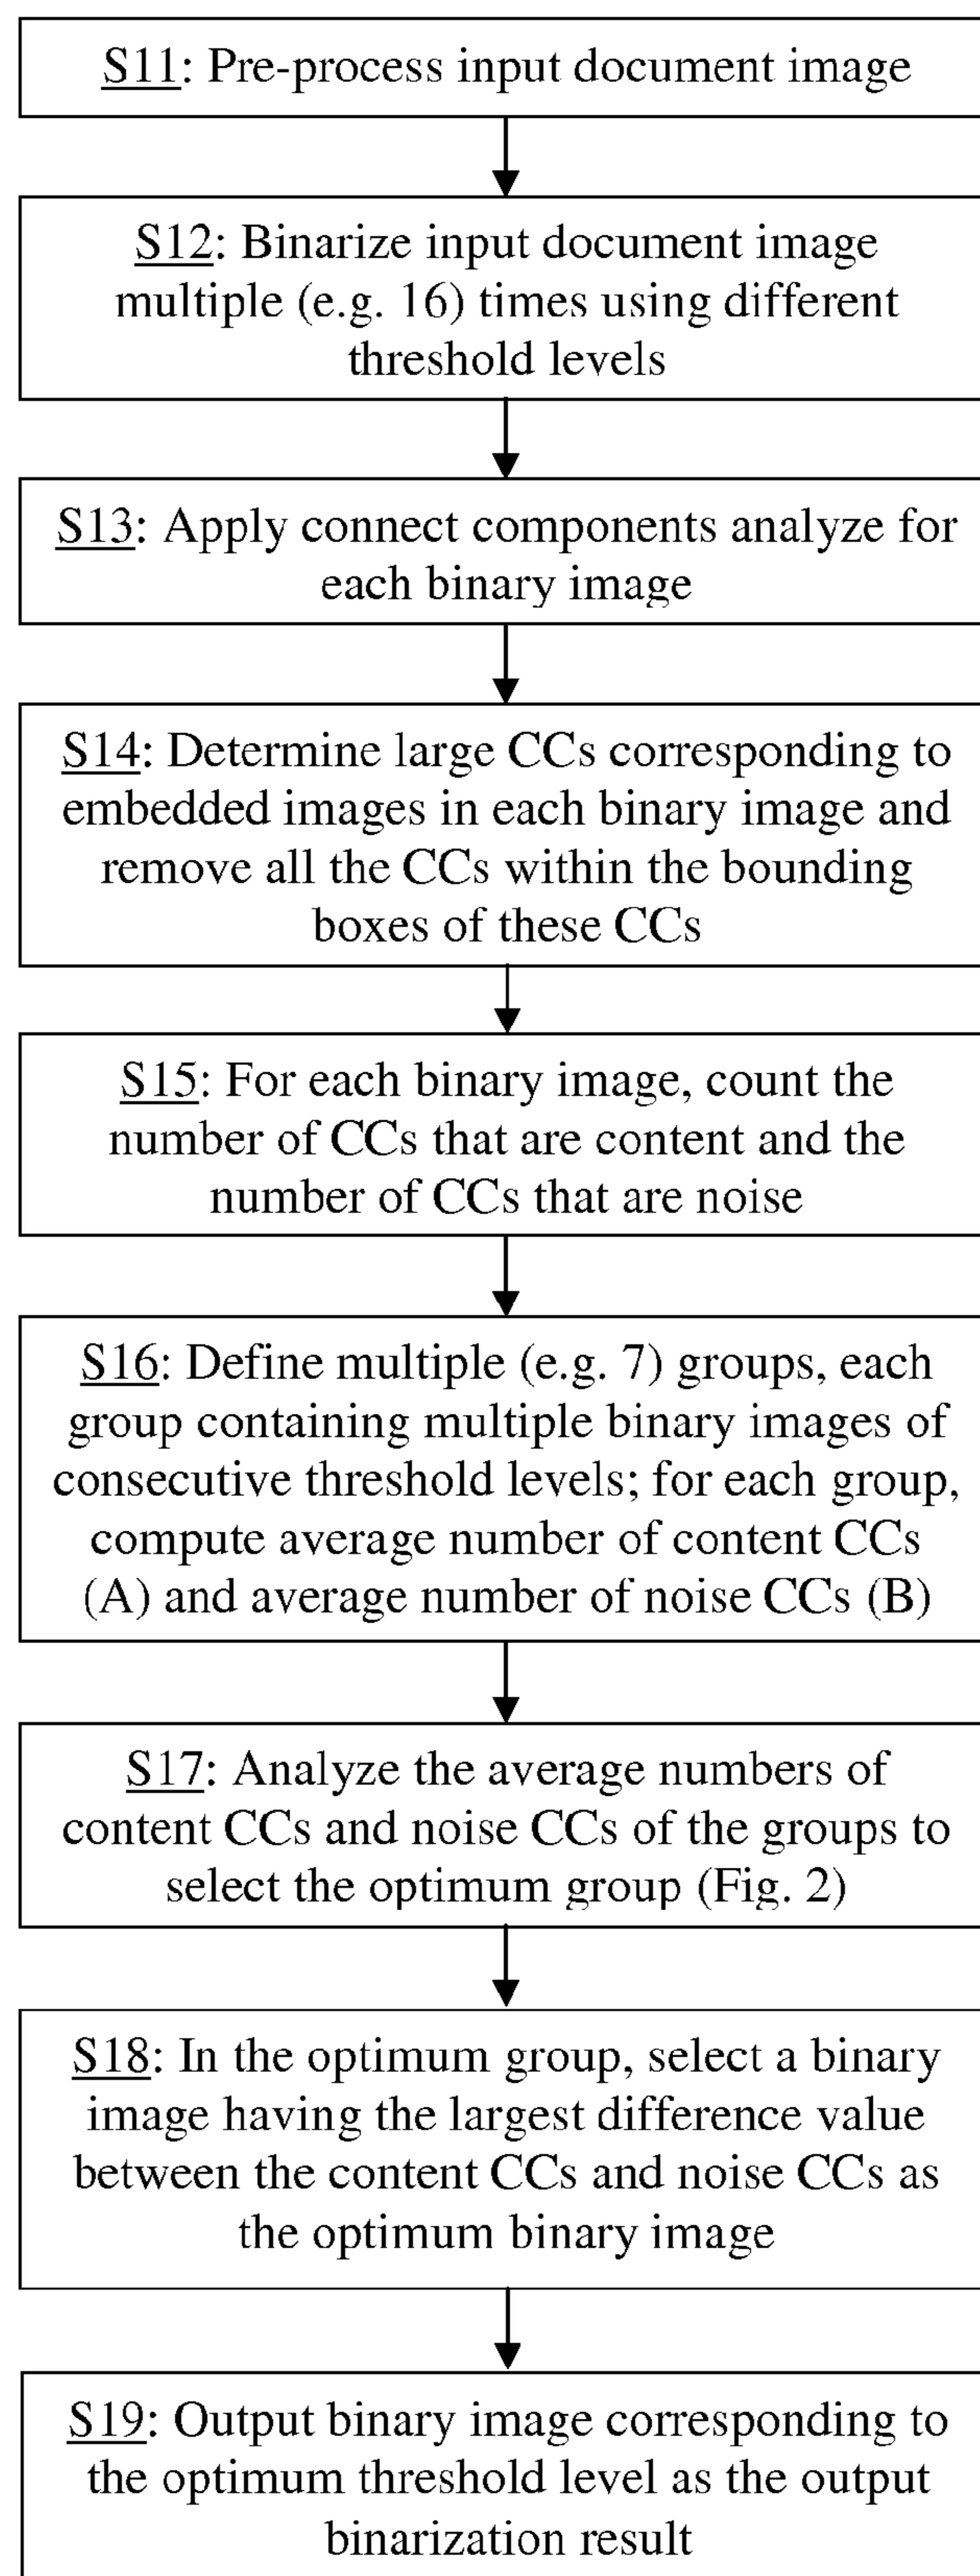 S11: Pre-process input document image
S12: Binarize input document image
multiple (e.g. 16) times using different
threshold levels
S13: Apply connect components analyze for
each binary image
S14: Determine large CCs corresponding to
embedded images in each binary image and
remove all the CCs within the bounding
boxes of these CCs
S15: For each binary image, count the
number of CCs that are content and the
number of CCs that are noise
S16: Define multiple (e.g. 7) groups, each
group containing multiple binary images of
consecutive threshold levels; for each group,
compute average number of content CCs
(A) and average number of noise CCs (B)
S17: Analyze the average numbers of
content CCs and noise CCs of the groups to
select the optimum group (Fig. 2)
S18: In the optimum group, select a binary
image having the largest difference value
between the content CCs and noise CCs as
the optimum binary image
S19: Output binary image corresponding to
the optimum threshold level as the output
binarization result